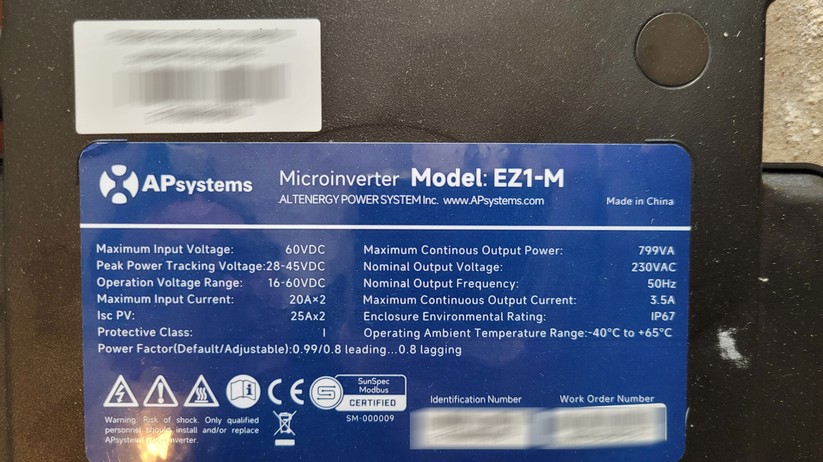 APsystems
Microinverter Model: EZ1-M
ALTENERGY POWER SYSTEM Inc. www.APsystems.com
Made in China
Maximum Input Voltage: 60VDC
Peak Power Tracking Voltage:28-45VDC
Operation Voltage Range: 16-60VDC
Maximum Input Current: 20A×2
Isc PV: 25Ax2
Protective Class: I
Power Factor(Default/Adjustable):0.99/0.8 leading...0.8 lagging
Maximum Continous Output Power: 799VA
Nominal Output Voltage: 230VAC
Nominal Output Frequency: 50Hz
Maximum Continuous Output Current: 3.5A
Enclosure Environmental Rating: IP67
Operating Ambient Temperature Range:-40°C to +65°C
CE
SunSpec
Modbus
CERTIFIED
SM-000009
Warning: Risk of shock. Only qualified
personnel should install and/or replace
APsystems inverter.
Identification Number
Work Order Number